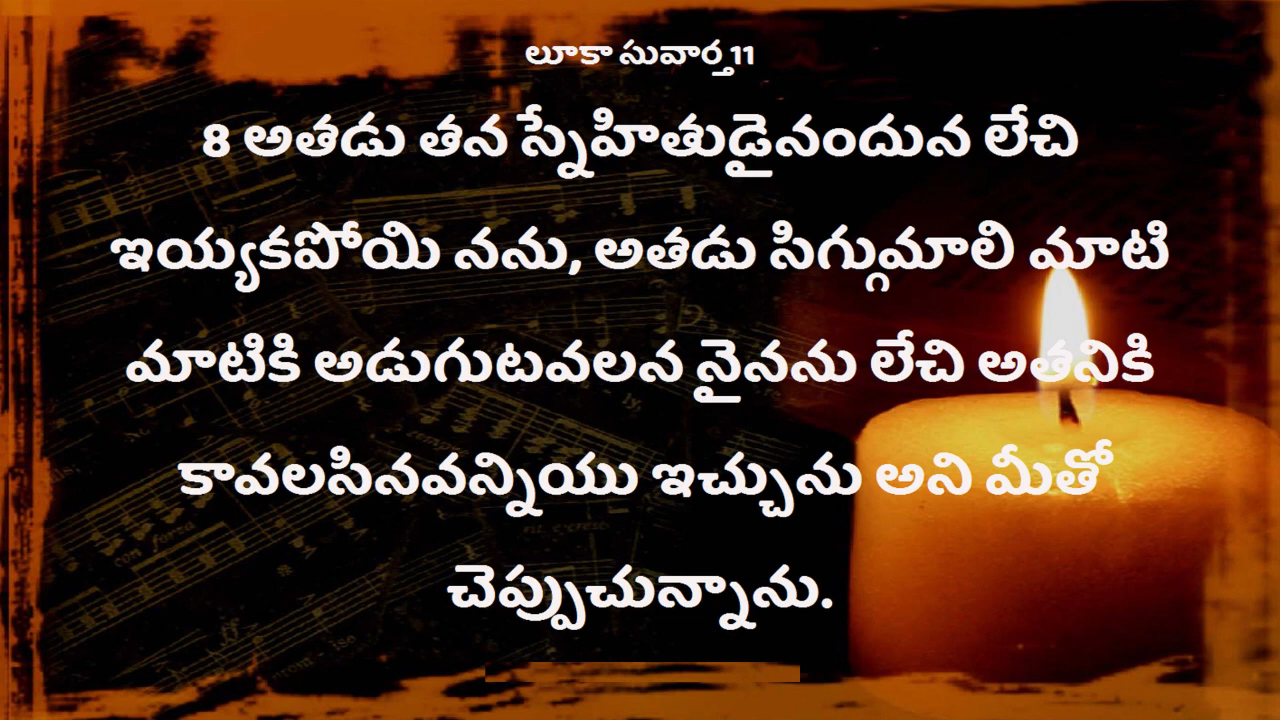 లూకా సువార్త 11
8 అతడు తన స్నేహితుడైనందున లేచి
ఇయ్యకపోయి నను, అతడు సిగ్గుమాలి మాటి
మాటికి అడుగుటవలన నైనను లేచి అతనికి
కావలసినవన్నియు ఇచ్చును అని మీతో
చెప్పుచున్నాను.